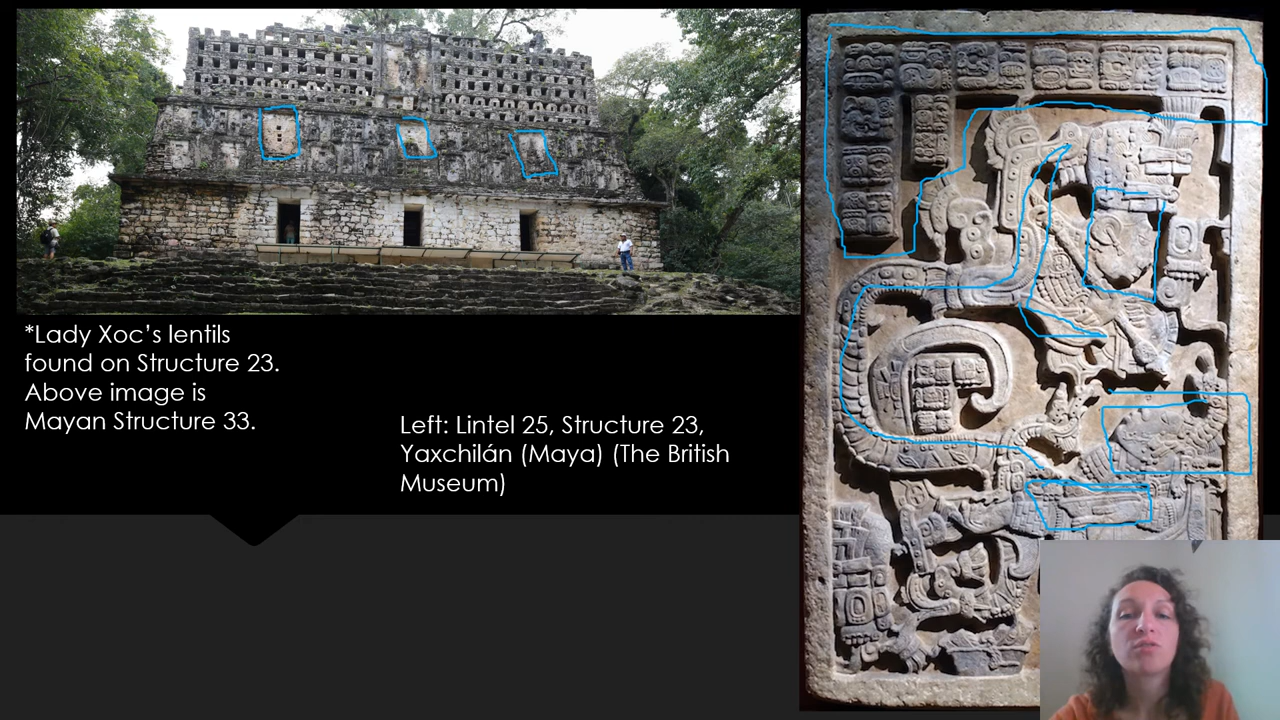 *Lady Xoc’s lentils
found on Structure 23.
Above image is
Mayan Structure 33.
Left: Lintel 25, Structure 23,
Yaxchilán (Maya) (The British
Museum)